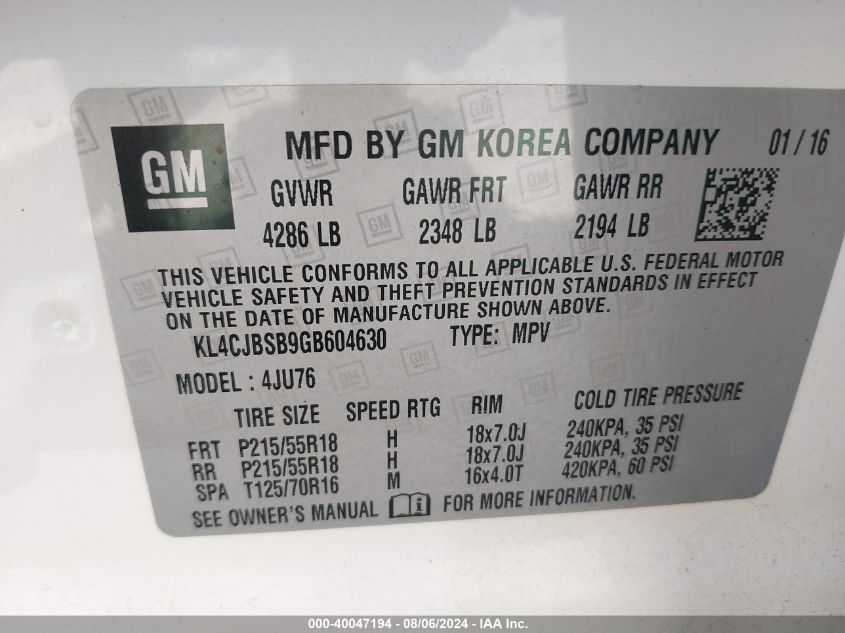 GM
MFD BY GM KOREA COMPANY 01/16
GVWR GAWR FRT GAWR RR
4286 LB 2348 LB 2194 LB
THIS VEHICLE CONFORMS TO ALL APPLICABLE U.S. FEDERAL MOTOR
VEHICLE SAFETY AND THEFT PREVENTION STANDARDS IN EFFECT
ON THE DATE OF MANUFACTURE SHOWN ABOVE.
KL4CJBSB9GB604630 TYPE: MPV
MODEL : 4JU76
TIRE SIZE SPEED RTG RIM COLD TIRE PRESSURE
FRT P215/55R18 H 18x7.0J 240KPA, 35 PSI
RR P215/55R18 H 18x7.0J 240KPA, 35 PSI
SPA T125/70R16 M 16x4.0T 420KPA, 60 PSI
SEE OWNER'S MANUAL FOR MORE INFORMATION.
000-40047194 - 08/06/2024 - IAA Inc.